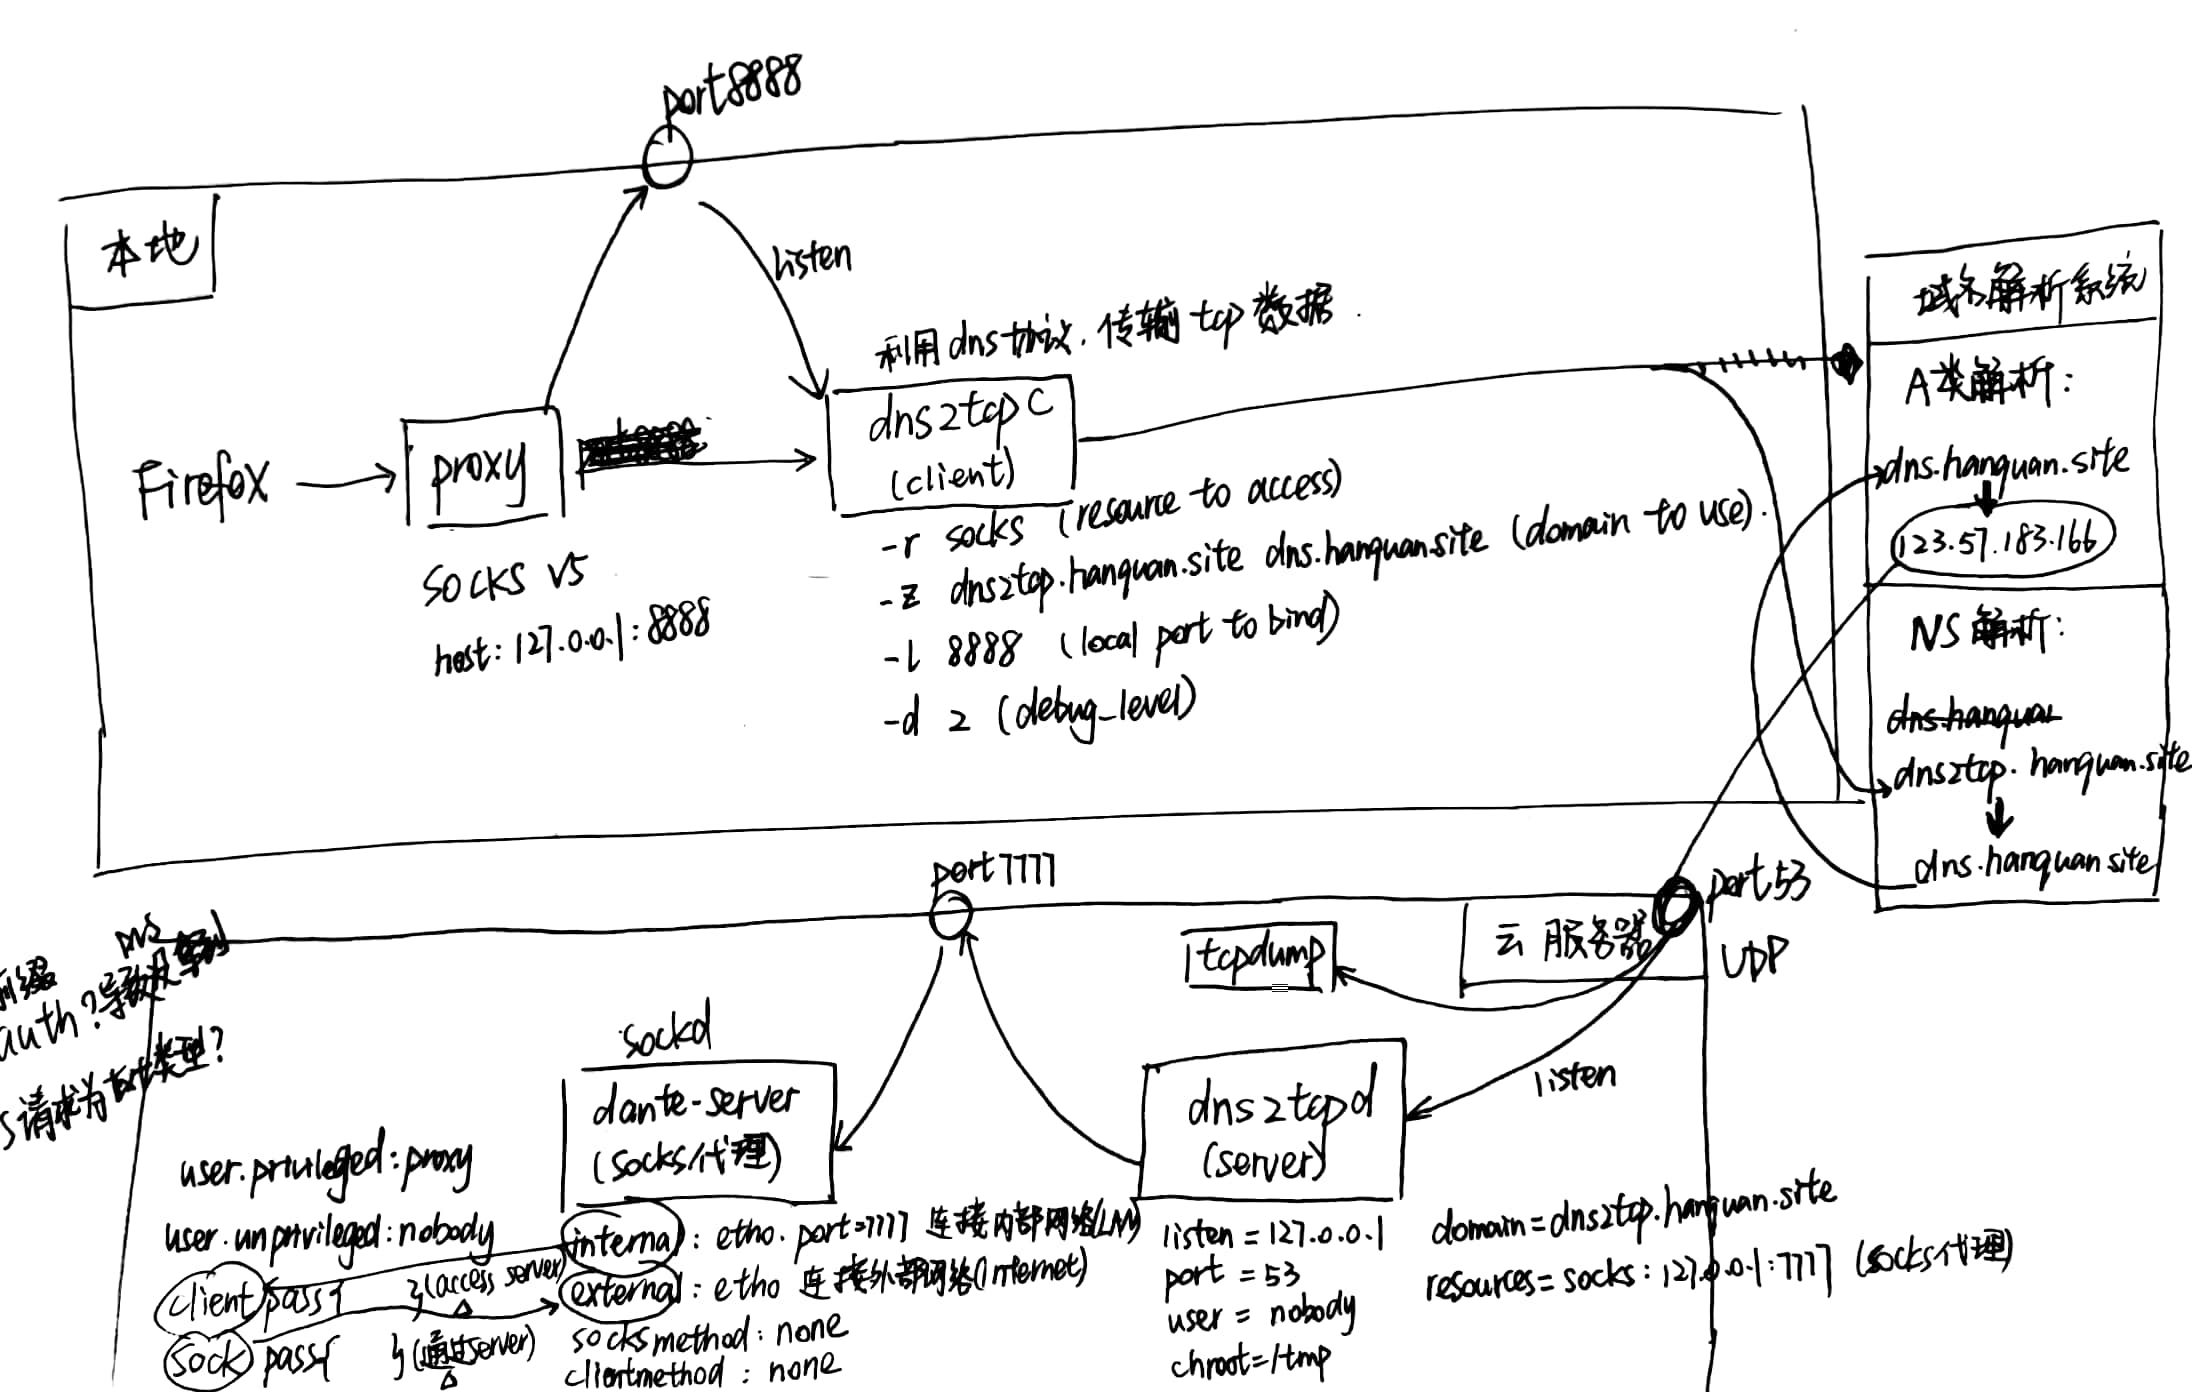 port8888
本地
listen
利用dns协议.传输tcp数据.
Firefox
proxy
socks v5
host: 127.0.0.1:8888
dns2tcp c
(client)
-r socks (resource to access)
-z dns2tcp.hanquan.site dns.hanquan.site (domain to use).
-l 8888 (local port to bind)
-d 2 (debug_level)
域名解析系统
A类解析:
dns.hanquan.site
123.57.183.166
NS解析:
dns.hanquan
dns2tcp.hanquan.site
dns.hanquan site
port7777
port53
UDP
云服务器
tcpdump
listen
DNS
auth?导致
请求为txt类型?
sockd
dante-server
(socks代理)
user.privileged:proxy
user.unprivileged:nobody
client pass{ }(access server)
sock pass{ }(通过server)
internal: eth0. port=7777 连接内部网络(LAN)
external: eth0 连接外部网络(Internet)
socksmethod: none
clientmethod: none
dns2tcpd
(server)
listen = 127.0.0.1
port = 53
user = nobody
chroot=/tmp
domain=dns2tcp.hanquan.site
resources=socks:127.0.0.1:7777 (socks代理)